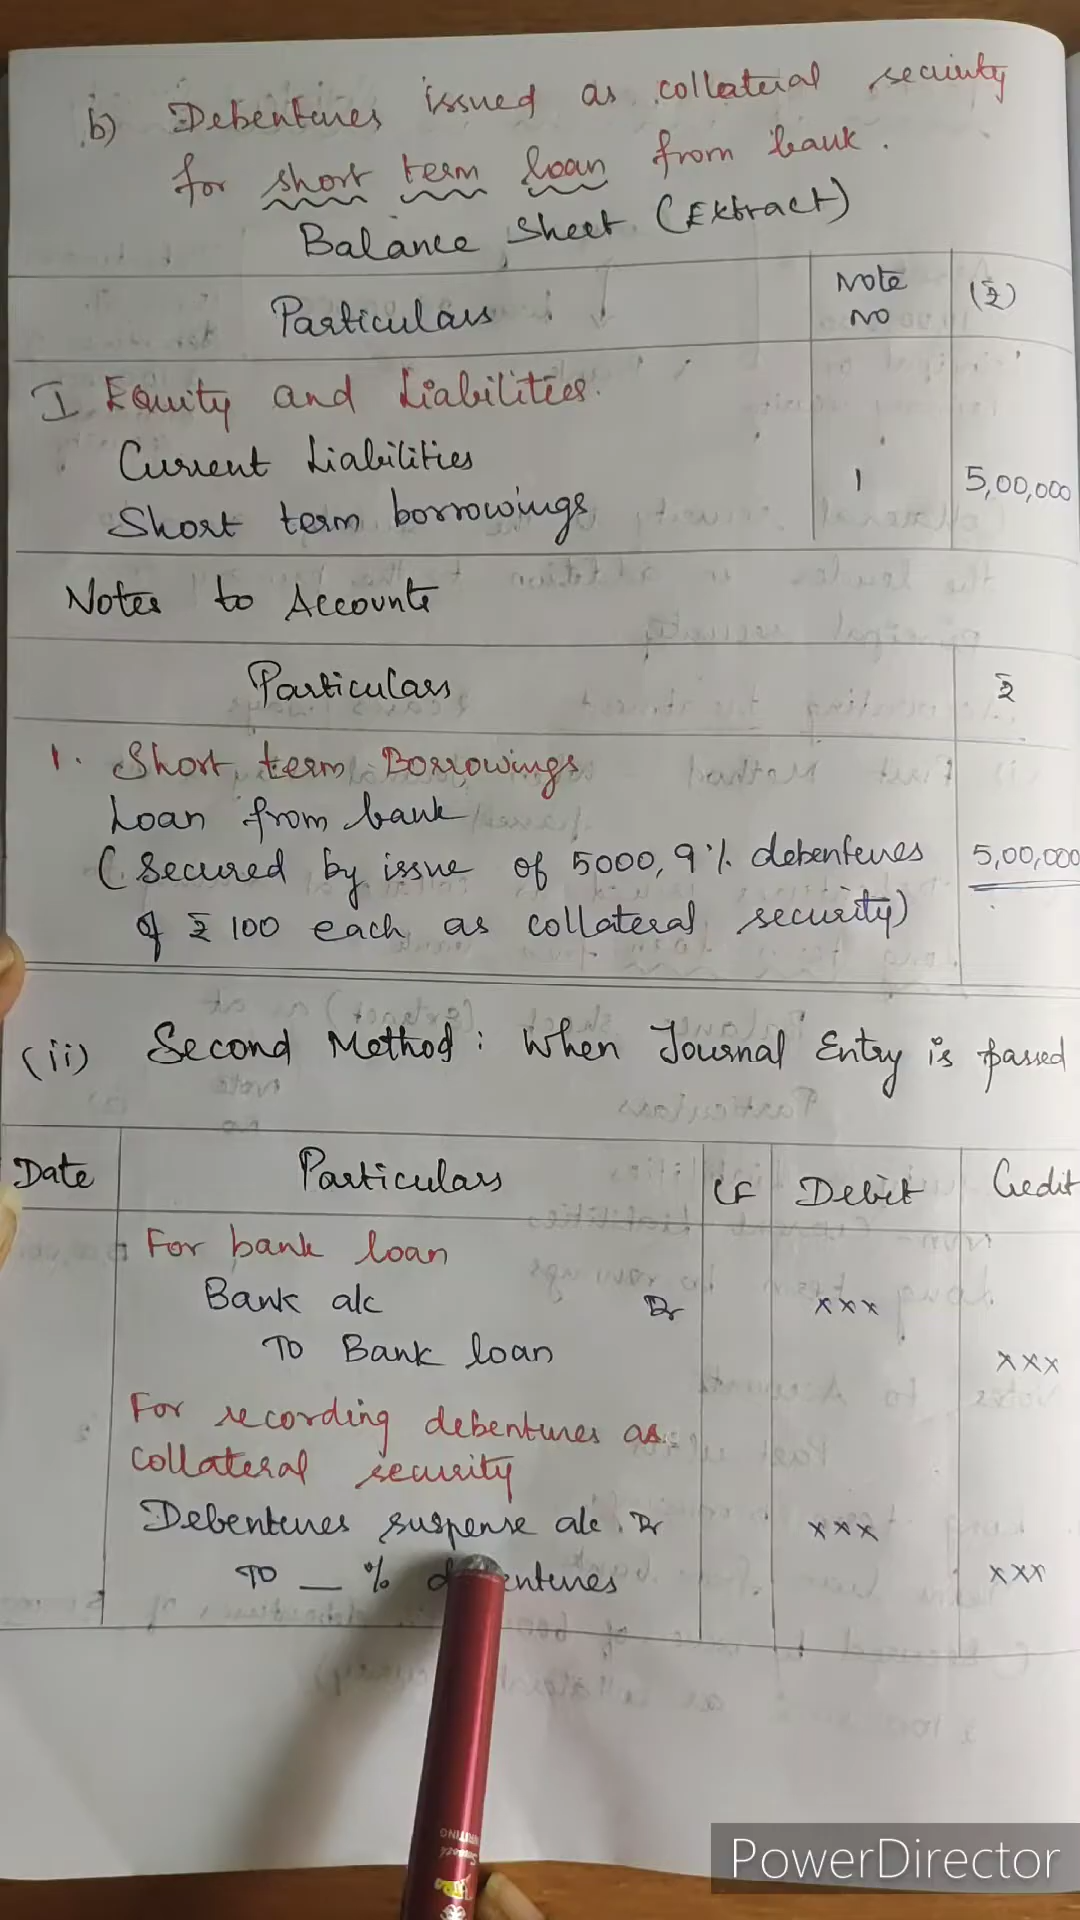 b) Debentures issued as collateral security
for short term loan from bank.
Balance Sheet (Extract)
Particulars Note No (₹)
I Equity and Liabilities.
Current Liabilities
Short term borrowings 1 5,00,000
Notes to Accounts
Particulars ₹
1. Short term Borrowings
Loan from bank
(Secured by issue of 5000, 9% debentures 5,00,000
of ₹ 100 each as collateral security)
(ii) Second Method: When Journal Entry is passed
Date Particulars LF Debit Credit
For bank loan
Bank a/c Dr xxx
To Bank loan xxx
For recording debentures as
collateral security
Debentures suspense a/c Dr xxx
To __ % debentures xxx
PowerDirector